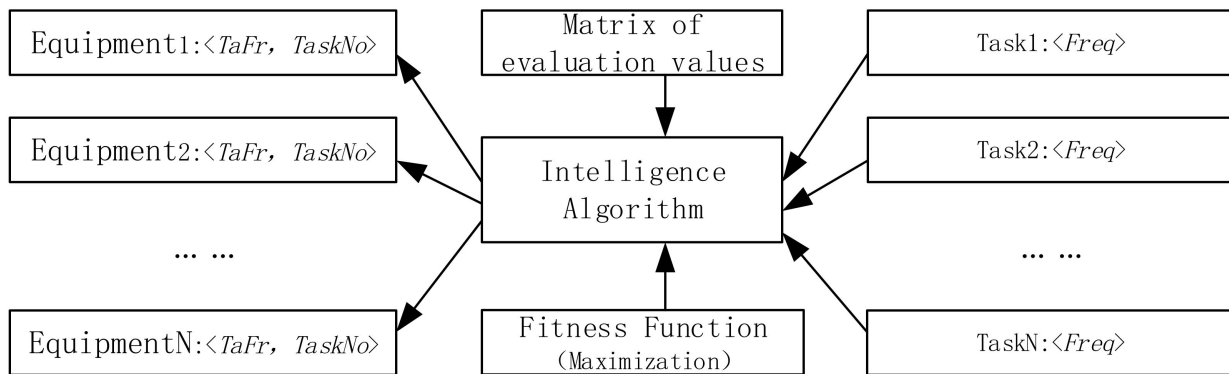 Equipment1:<TaFr, TaskNo>
Matrix of
evaluation values
Task1:<Freq>
Equipment2:<TaFr, TaskNo>
Intelligence
Algorithm
Task2:<Freq>
... ...
... ...
EquipmentN:<TaFr, TaskNo>
Fitness Function
(Maximization)
TaskN:<Freq>